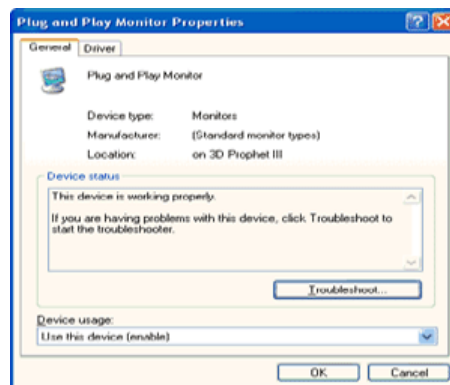 Plug and Play Monitor Properties
General Driver
Plug and Play Monitor
Device type: Monitors
Manufacturer: (Standard monitor types)
Location: on 3D Prophet III
Device status
This device is working properly.
If you are having problems with this device, click Troubleshoot to
start the troubleshooter.
Troubleshoot...
Device usage:
Use this device (enable)
OK Cancel